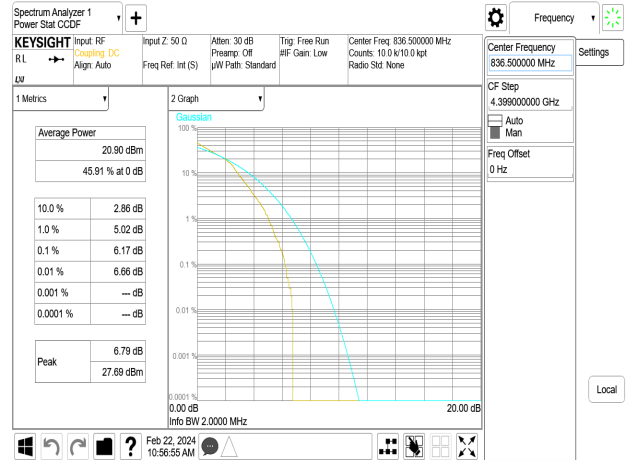 Spectrum Analyzer 1
Power Stat CCDF
+
Frequency
KEYSIGHT
R L
LXI
Input: RF
Coupling: DC
Align: Auto
Input Z: 50 Ω
Freq Ref: Int (S)
Atten: 30 dB
Preamp: Off
µW Path: Standard
Trig: Free Run
#IF Gain: Low
Center Freq: 836.500000 MHz
Counts: 10.0 k/10.0 kpt
Radio Std: None
Center Frequency
836.500000 MHz
Settings
CF Step
4.399000000 GHz
Auto
Man
Freq Offset
0 Hz
Local
1 Metrics
Average Power
20.90 dBm
45.91 % at 0 dB
10.0 % 2.86 dB
1.0 % 5.02 dB
0.1 % 6.17 dB
0.01 % 6.66 dB
0.001 % --- dB
0.0001 % --- dB
Peak
6.79 dB
27.69 dBm
2 Graph
Gaussian
100 %
10 %
1 %
0.1 %
0.01 %
0.001 %
0.0001 %
0.00 dB 20.00 dB
Info BW 2.0000 MHz
?
Feb 22, 2024
10:56:55 AM